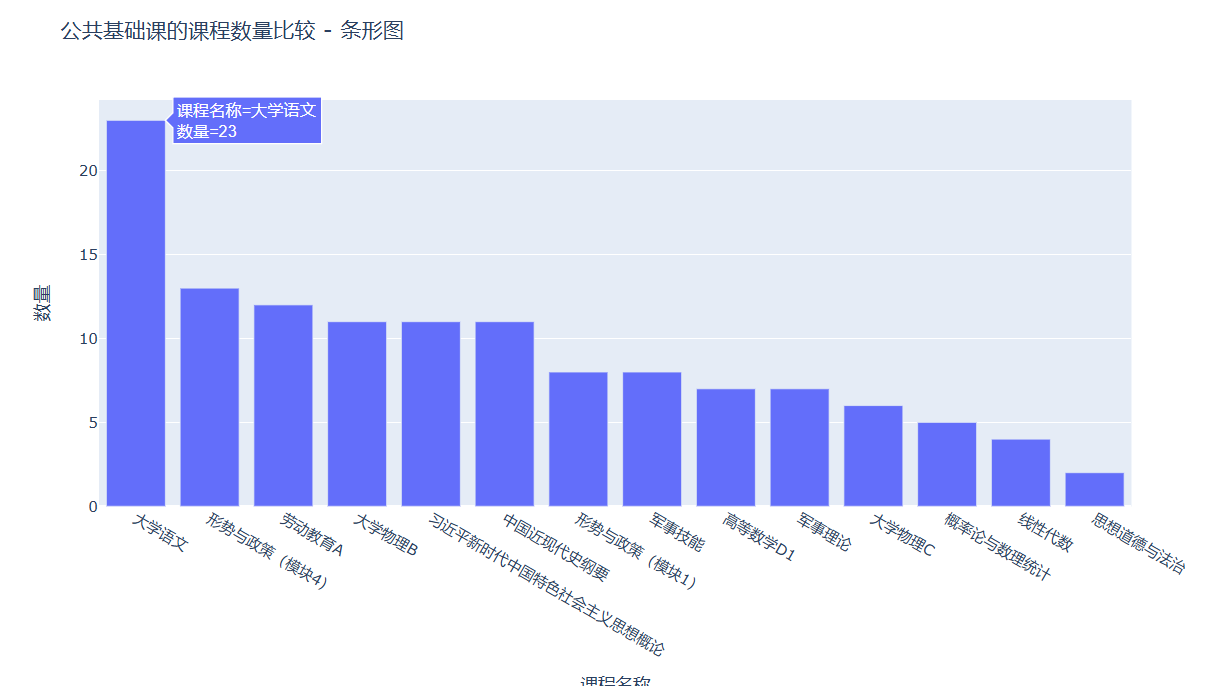 公共基础课的课程数量比较 - 条形图
课程名称=大学语文
数量=23
20
15
10
5
0
数量
大学语文
形势与政策（模块4）
劳动教育A
大学物理B
习近平新时代中国特色社会主义思想概论
中国近现代史纲要
形势与政策（模块1）
军事技能
高等数学D1
军事理论
大学物理C
概率论与数理统计
线性代数
思想道德与法治
课程名称